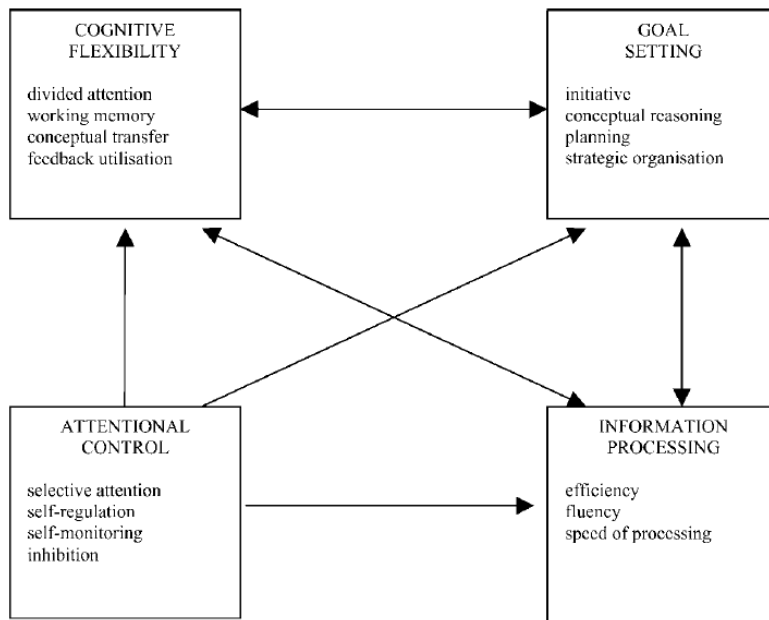 COGNITIVE
FLEXIBILITY
divided attention
working memory
conceptual transfer
feedback utilisation
GOAL
SETTING
initiative
conceptual reasoning
planning
strategic organisation
ATTENTIONAL
CONTROL
selective attention
self-regulation
self-monitoring
inhibition
INFORMATION
PROCESSING
efficiency
fluency
speed of processing